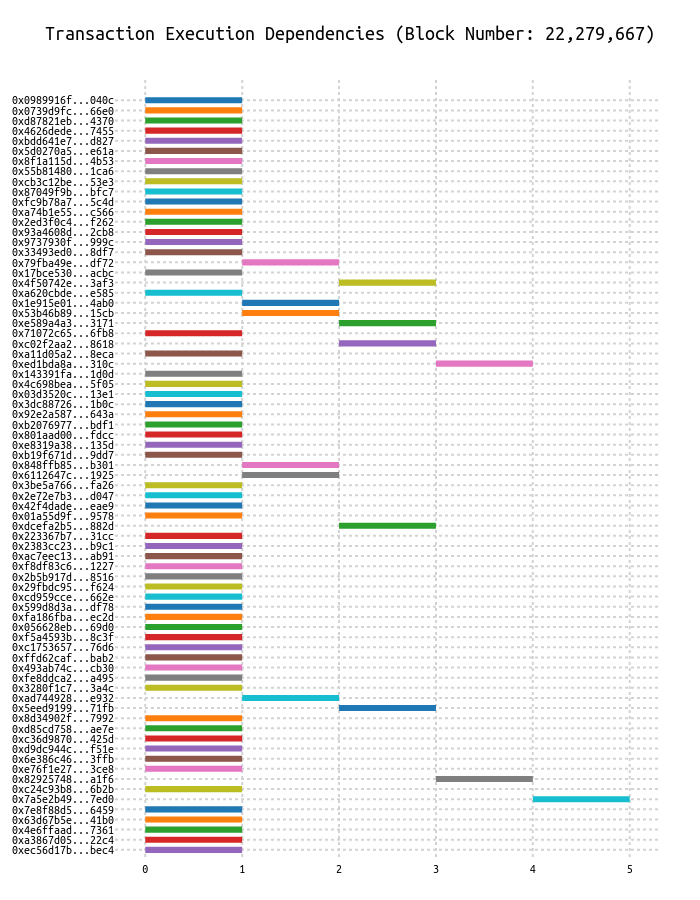 Transaction Execution Dependencies (Block Number: 22,279,667)
0x0989916f...040c
0x0739d9fc...66e0
0xd87821eb...4370
0x4626dede...7455
0xbdd641e7...d827
0x5d0270a5...e61a
0x8f1a115d...4b53
0x55b81480...1ca6
0xcb3c12be...53e3
0x87049f9b...bfc7
0xfc9b78a7...5c4d
0xa74b1e55...c566
0x2ed3f0c4...f262
0x93a4608d...2cb8
0x9737930f...999c
0x33493ed0...8df7
0x79fba49e...df72
0x17bce530...acbc
0x4f50742e...3af3
0xa620cbde...e585
0x1e915e01...4ab0
0x53b46b89...15cb
0xe589a4a3...3171
0x71072c65...6fb8
0xc02f2aa2...8618
0xa11d05a2...8eca
0xed1bda8a...310c
0x143391fa...1d0d
0x4c698bea...5f05
0x03d3520c...13e1
0x3dc88726...1b0c
0x92e2a587...643a
0xb2076977...bdf1
0x801aad00...fdcc
0xe8319a38...135d
0xb19f671d...9dd7
0x848ffb85...b301
0x6112647c...1925
0x3be5a766...fa26
0x2e72e7b3...d047
0x42f4dade...eae9
0x01a55d9f...9578
0xdcefa2b5...882d
0x223367b7...31cc
0x2383cc23...b9c1
0xac7eec13...ab91
0xf8df83c6...1227
0x2b5b917d...8516
0x29fbdc95...f624
0xcd959cce...662e
0x599d8d3a...df78
0xfa186fba...ec2d
0x056628eb...69d0
0xf5a4593b...8c3f
0xc1753657...76d6
0xffd62caf...bab2
0x493ab74c...cb30
0xfe8ddca2...a495
0x3280f1c7...3a4c
0xad744928...e932
0x5eed9199...71fb
0x8d34902f...7992
0xd85cd758...ae7e
0xc36d9870...425d
0xd9dc944c...f51e
0x6e386c46...3ffb
0xe76f1e27...3ce8
0x82925748...a1f6
0xc24c93b8...6b2b
0x7a5e2b49...7ed0
0x7e8f88d5...6459
0x63d67b5e...41b0
0x4e6ffaad...7361
0xa3867d05...22c4
0xec56d17b...bec4
0 1 2 3 4 5